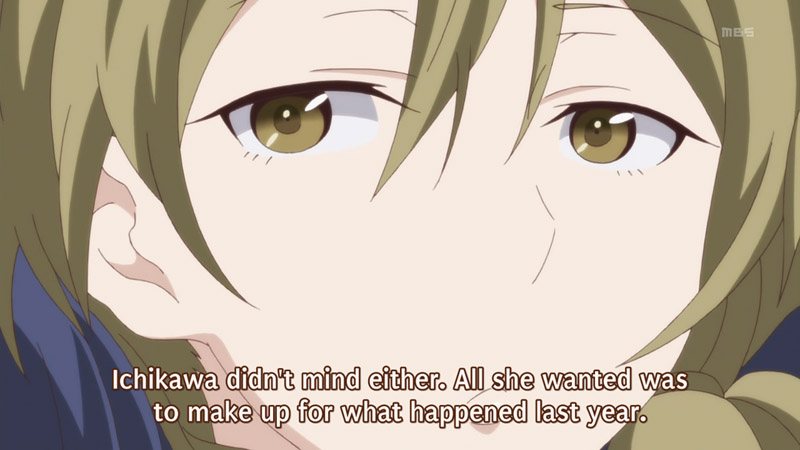 MBS
Ichikawa didn't mind either. All she wanted was
to make up for what happened last year.